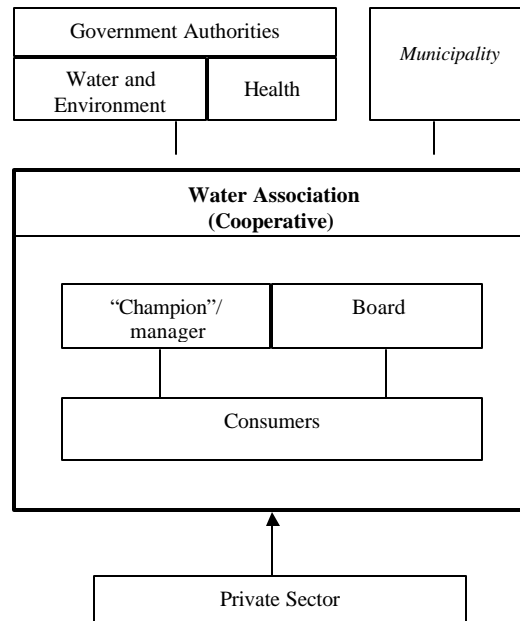 Government Authorities
Municipality
Water and
Environment
Health
Water Association
(Cooperative)
“Champion”/
manager
Board
Consumers
Private Sector